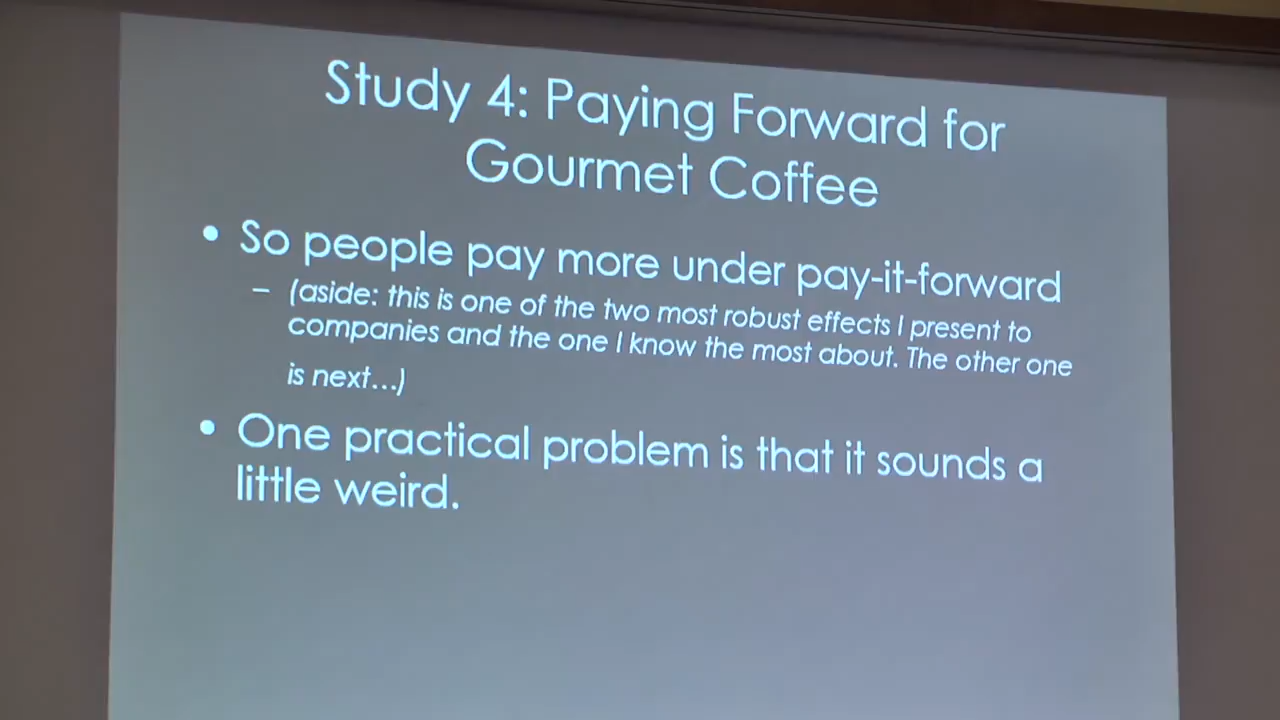 Study 4: Paying Forward for
Gourmet Coffee
• So people pay more under pay-it-forward
– (aside: this is one of the two most robust effects I present to
companies and the one I know the most about. The other one
is next...)
• One practical problem is that it sounds a
little weird.